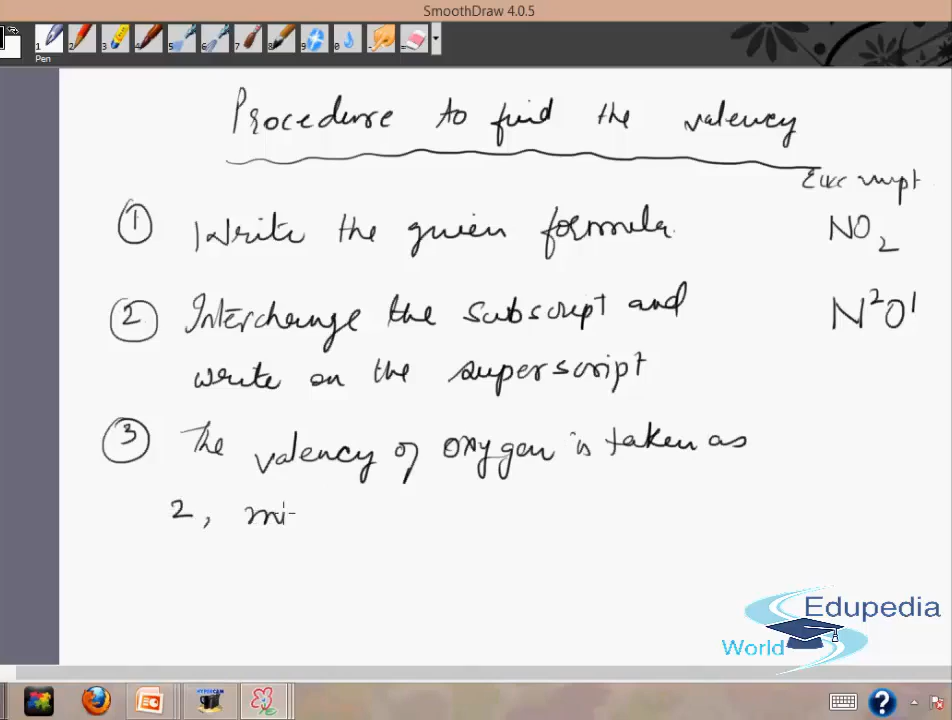 SmoothDraw 4.0.5
Pen
Procedure to find the valency
① Write the given formula. NO2
② Interchange the subscript and N²O¹
write on the superscript
③ The valency of oxygen is taken as
2, mi
Edupedia
World